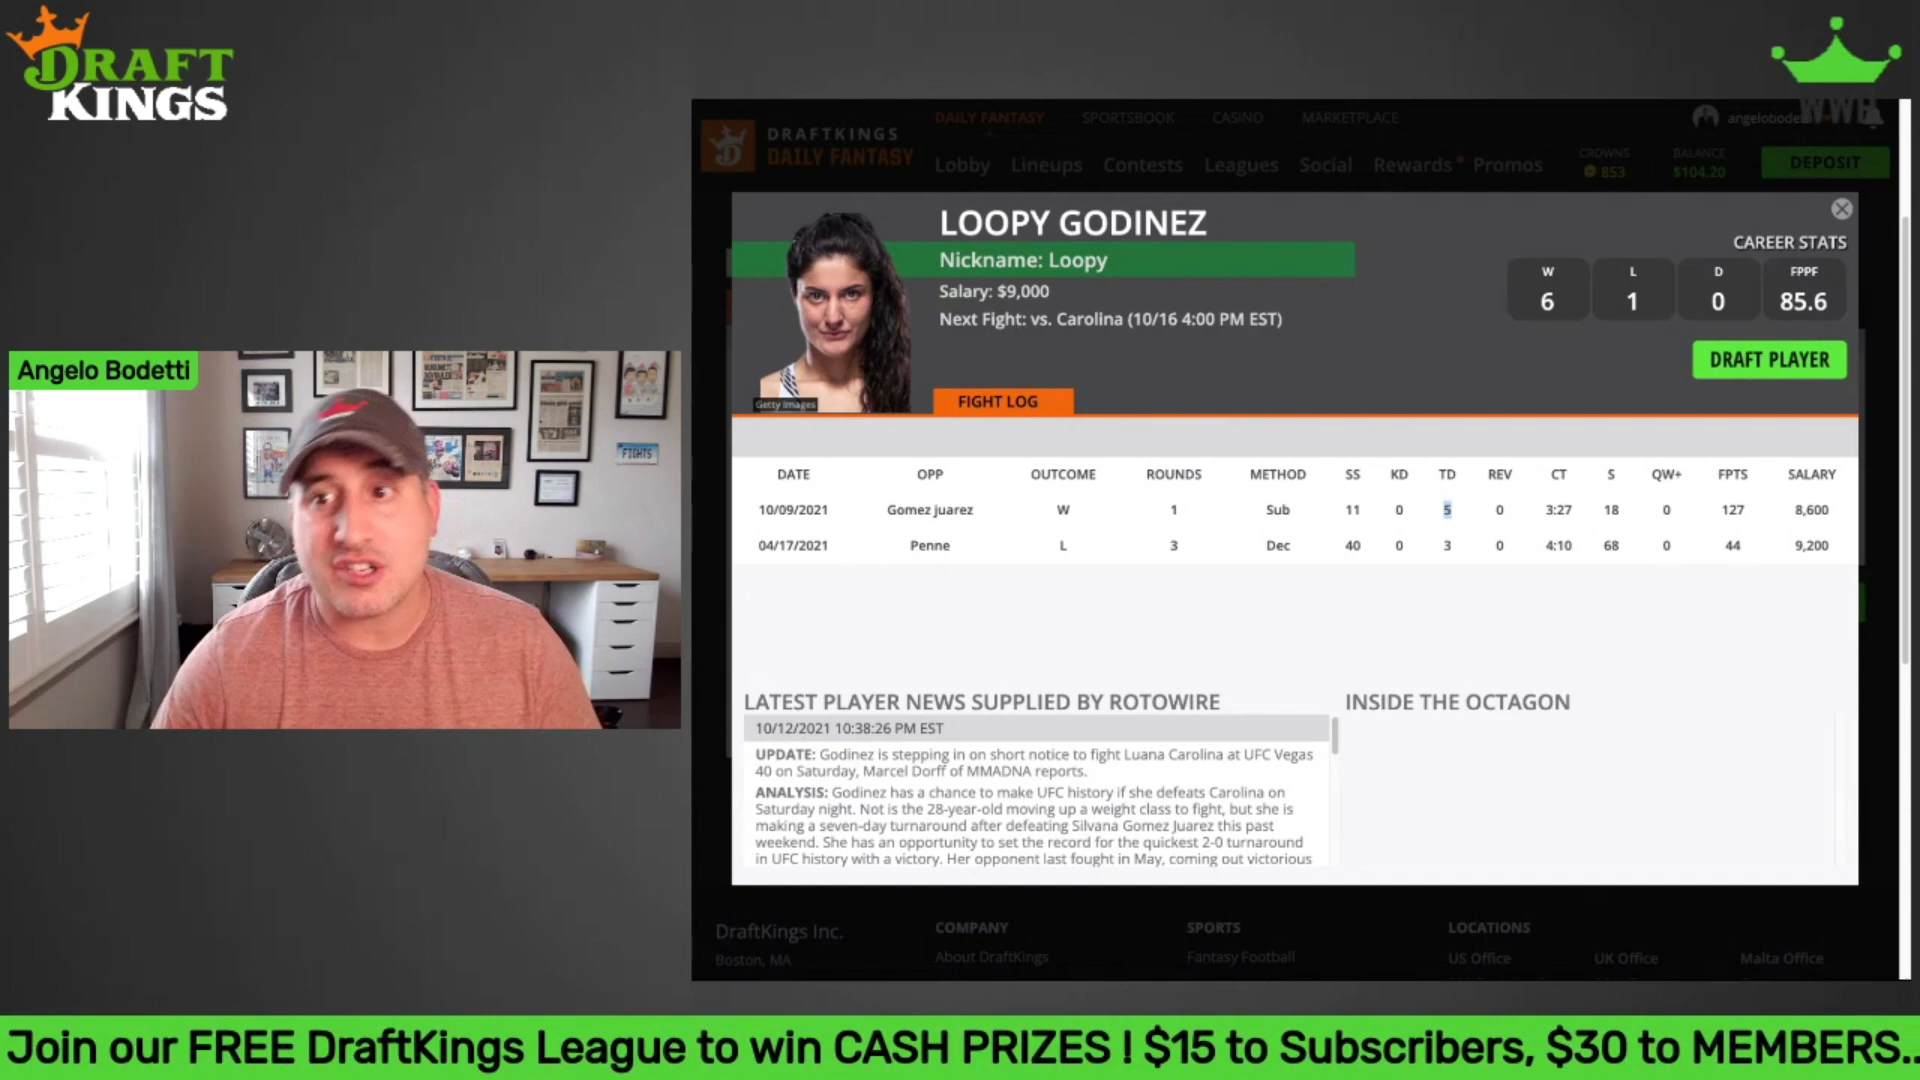 DRAFT
KINGS
WWB
DAILY FANTASY SPORTSBOOK CASINO MARKETPLACE
DRAFTKINGS
DAILY FANTASY
Lobby Lineups Contests Leagues Social Rewards Promos
CROWNS
853
BALANCE
$104.20
DEPOSIT
LOOPY GODINEZ
Nickname: Loopy
Salary: $9,000
Next Fight: vs. Carolina (10/16 4:00 PM EST)
CAREER STATS
W L D FPPF
6 1 0 85.6
DRAFT PLAYER
Getty Images
FIGHT LOG
Angelo Bodetti
FIGHTS
DATE OPP OUTCOME ROUNDS METHOD SS KD TD REV CT S QW+ FPTS SALARY
10/09/2021 Gomez juarez W 1 Sub 11 0 5 0 3:27 18 0 127 8,600
04/17/2021 Penne L 3 Dec 40 0 3 0 4:10 68 0 44 9,200
LATEST PLAYER NEWS SUPPLIED BY ROTOWIRE
10/12/2021 10:38:26 PM EST
UPDATE: Godinez is stepping in on short notice to fight Luana Carolina at UFC Vegas
40 on Saturday, Marcel Dorff of MMADNA reports.
ANALYSIS: Godinez has a chance to make UFC history if she defeats Carolina on
Saturday night. Not is the 28-year-old moving up a weight class to fight, but she is
making a seven-day turnaround after defeating Silvana Gomez Juarez this past
weekend. She has an opportunity to set the record for the quickest 2-0 turnaround
in UFC history with a victory. Her opponent last fought in May, coming out victorious
INSIDE THE OCTAGON
DraftKings Inc.
Boston, MA
COMPANY
About DraftKings
SPORTS
Fantasy Football
LOCATIONS
US Office UK Office Malta Office
Join our FREE DraftKings League to win CASH PRIZES ! $15 to Subscribers, $30 to MEMBERS..